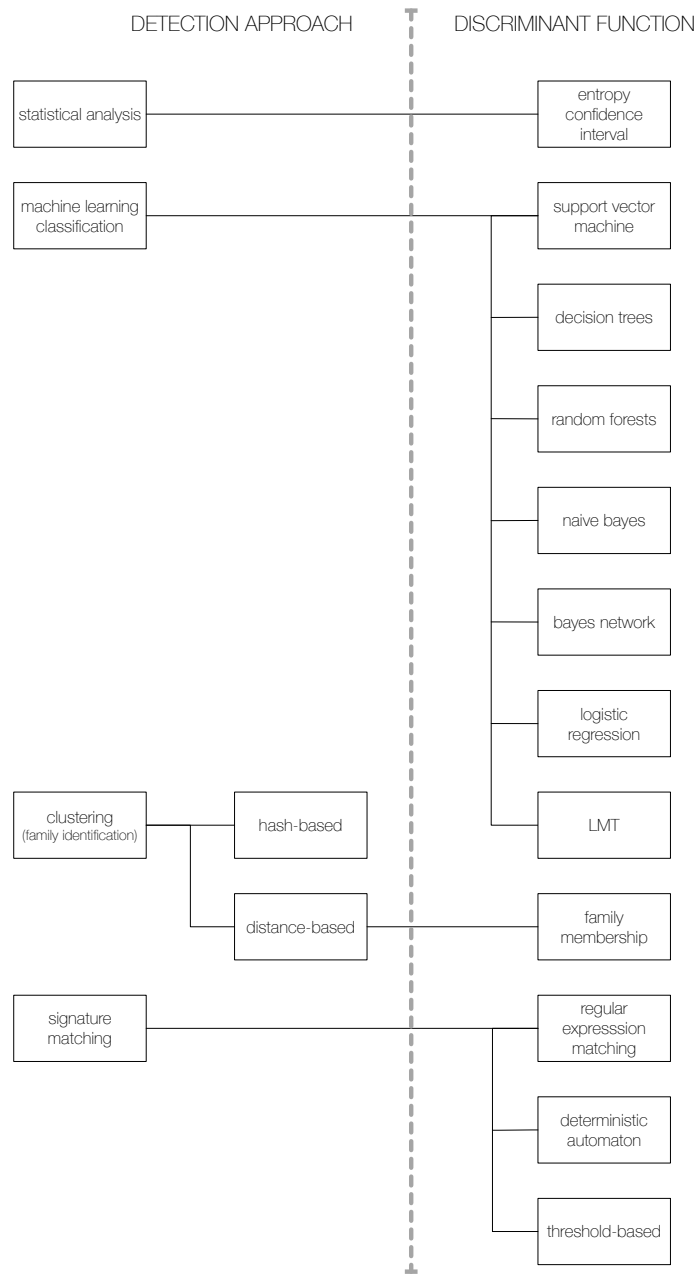 DETECTION APPROACH
DISCRIMINANT FUNCTION
statistical analysis
entropy
confidence
interval
machine learning
classification
support vector
machine
decision trees
random forests
naive bayes
bayes network
logistic
regression
clustering
(family identification)
hash-based
LMT
distance-based
family
membership
signature
matching
regular
expresssion
matching
deterministic
automaton
threshold-based